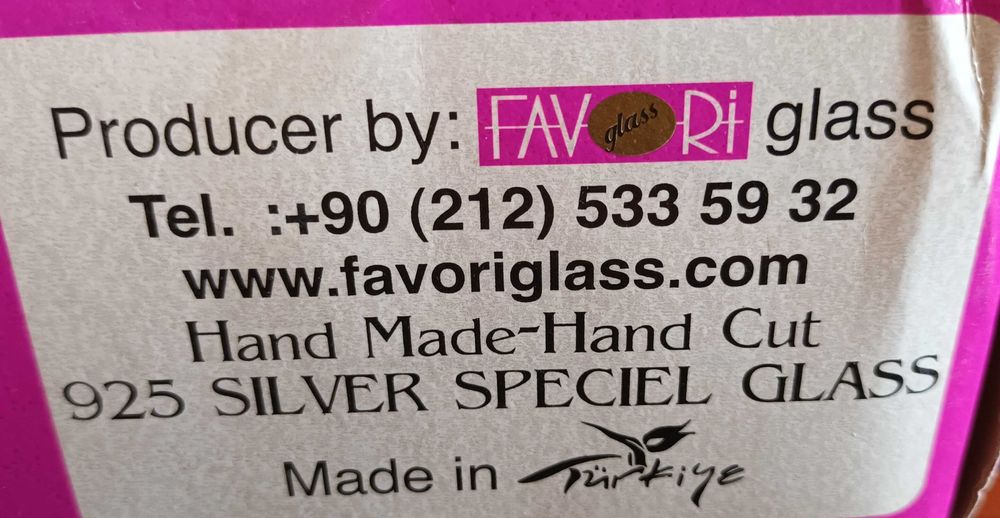 Producer by: FAVORi glass glass
Tel. :+90 (212) 533 59 32
www.favoriglass.com
Hand Made-Hand Cut
925 SILVER SPECIEL GLASS
Made in Türkiye